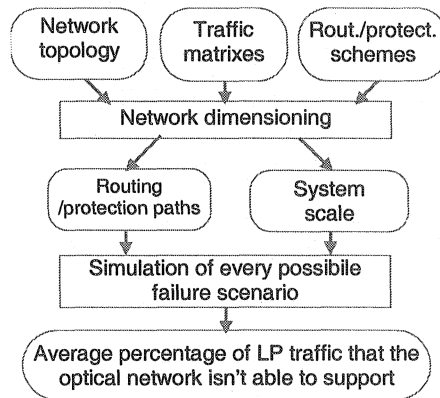 Network
topology
Traffic
matrixes
Rout./protect.
schemes
Network dimensioning
Routing
/protection paths
System
scale
Simulation of every possibile
failure scenario
Average percentage of LP traffic that the
optical network isn't able to support